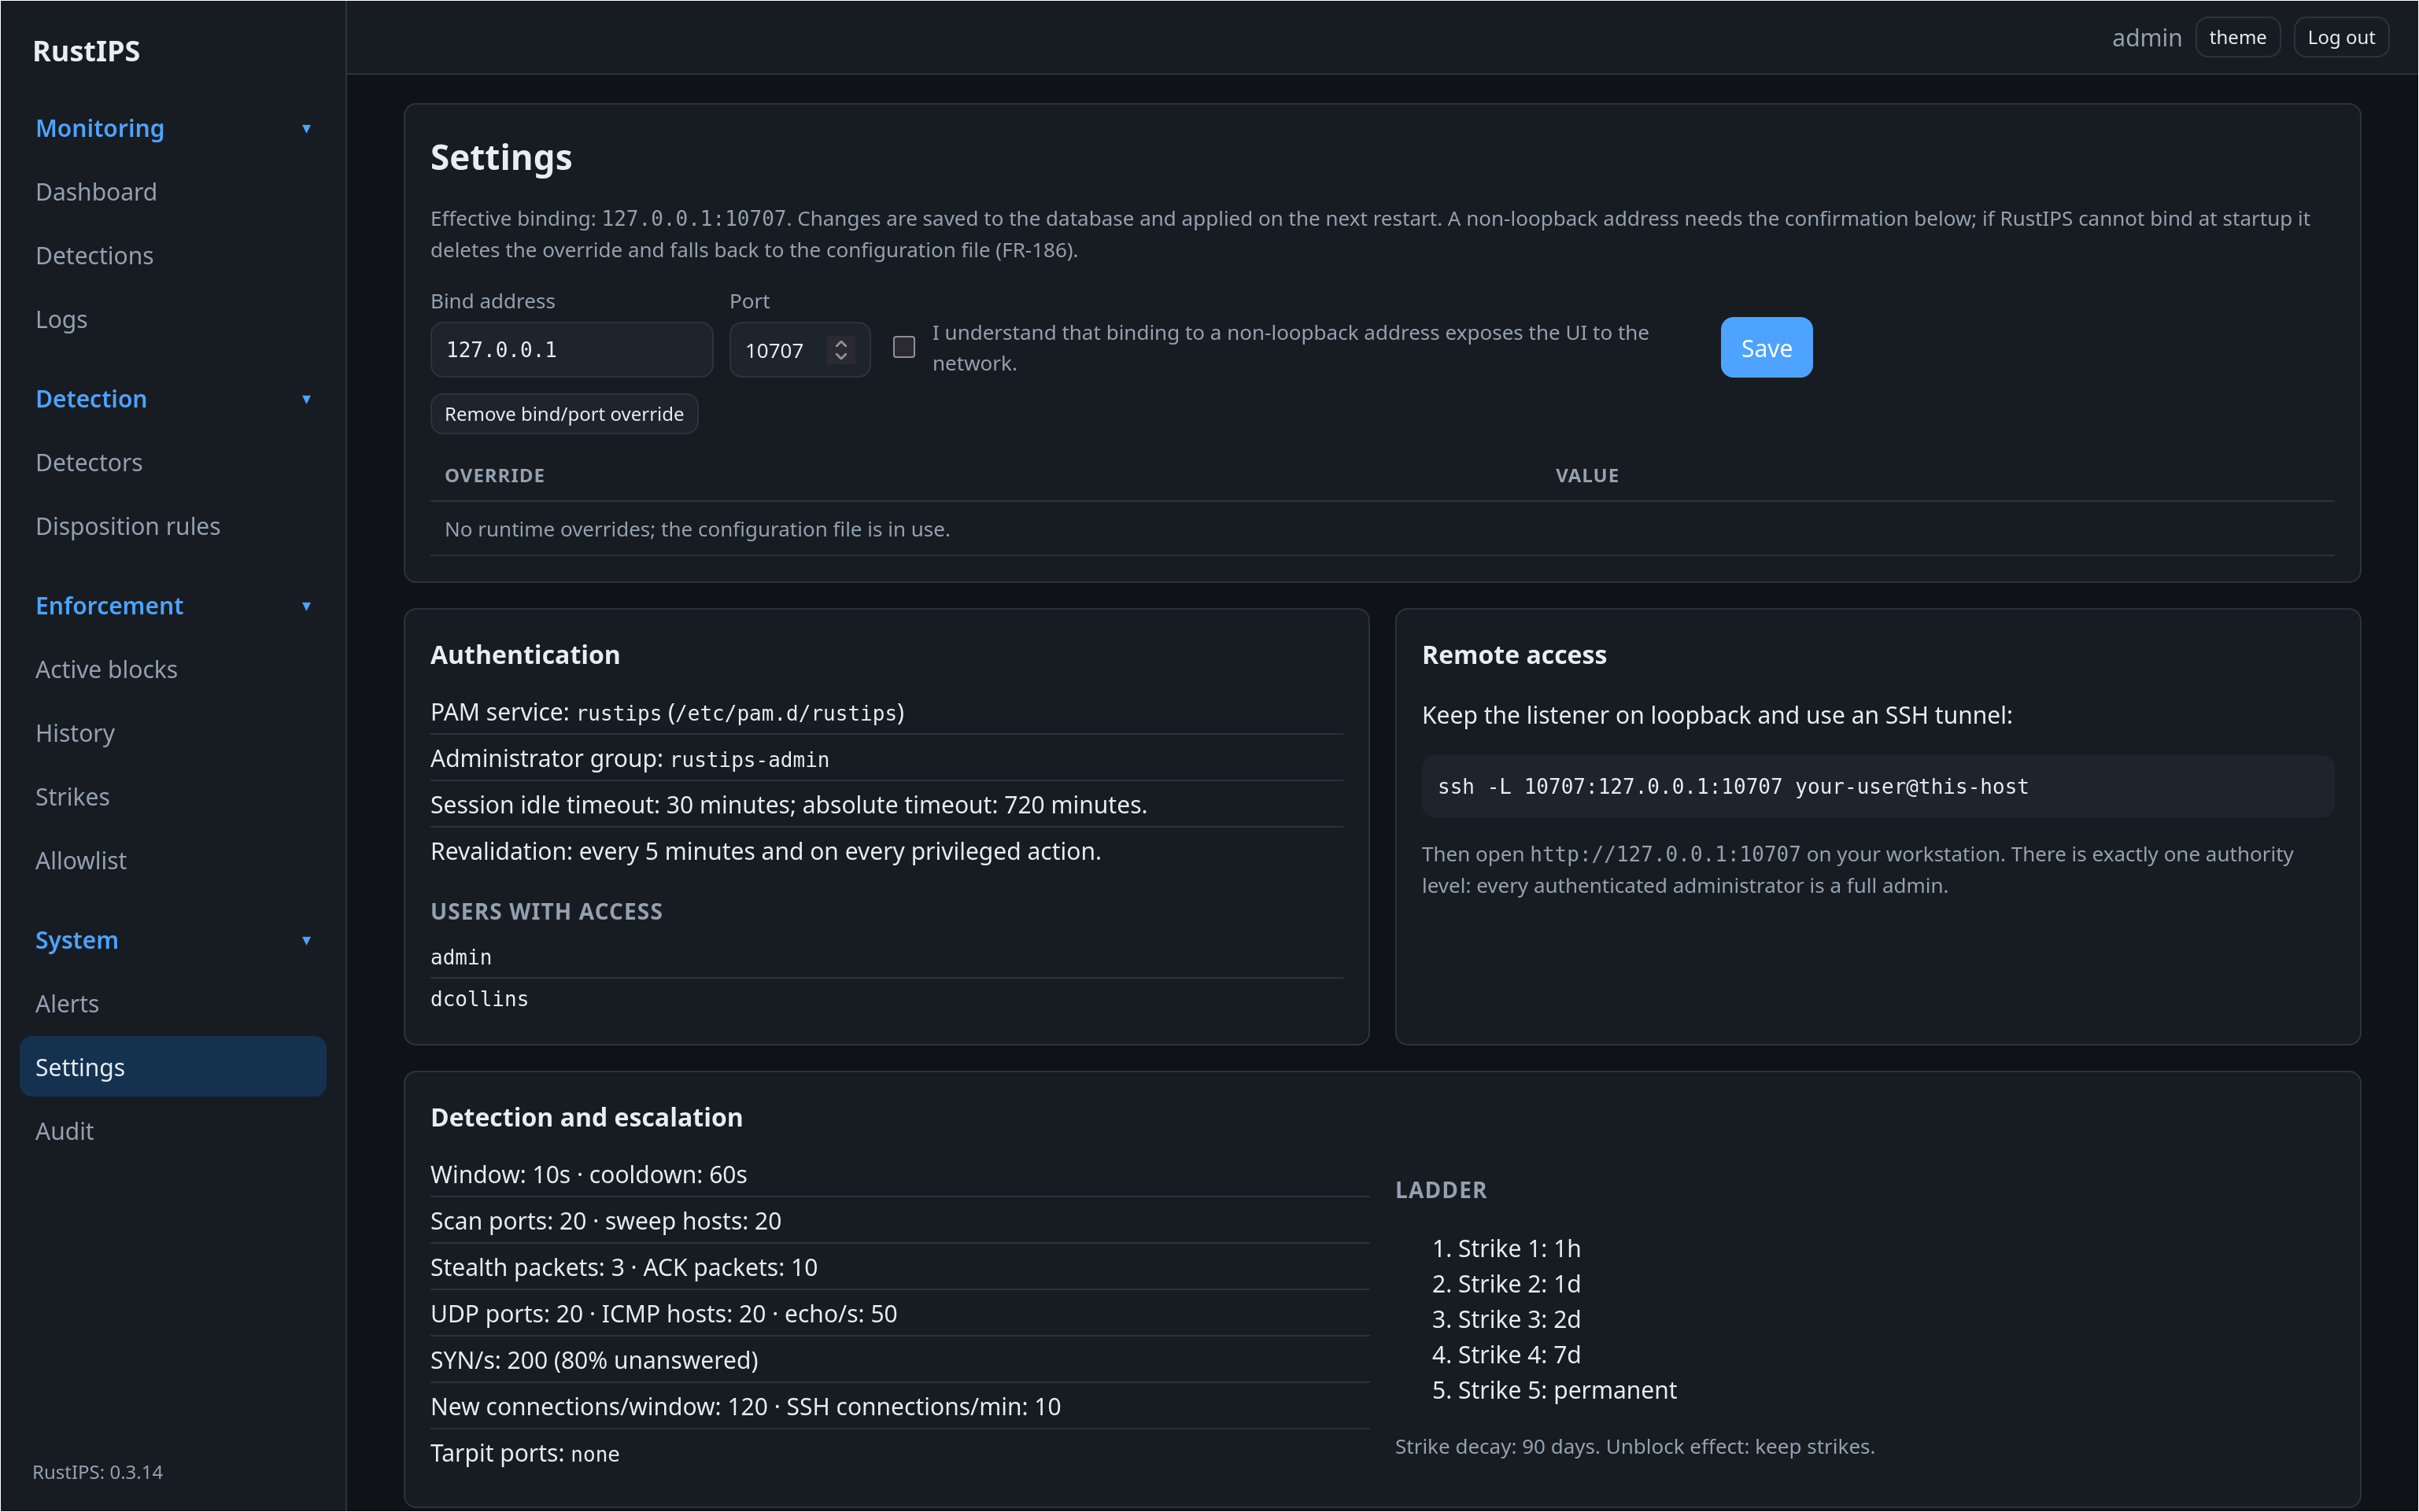 RustIPS
Monitoring ▾
Dashboard
Detections
Logs
Detection ▾
Detectors
Disposition rules
Enforcement ▾
Active blocks
History
Strikes
Allowlist
System ▾
Alerts
Settings
Audit
RustIPS: 0.3.14
admin theme Log out
Settings
Effective binding: 127.0.0.1:10707. Changes are saved to the database and applied on the next restart. A non-loopback address needs the confirmation below; if RustIPS cannot bind at startup it
deletes the override and falls back to the configuration file (FR-186).
Bind address Port
127.0.0.1 10707
I understand that binding to a non-loopback address exposes the UI to the
network.
Save
Remove bind/port override
OVERRIDE VALUE
No runtime overrides; the configuration file is in use.
Authentication
PAM service: rustips (/etc/pam.d/rustips)
Administrator group: rustips-admin
Session idle timeout: 30 minutes; absolute timeout: 720 minutes.
Revalidation: every 5 minutes and on every privileged action.
USERS WITH ACCESS
admin
dcollins
Remote access
Keep the listener on loopback and use an SSH tunnel:
ssh -L 10707:127.0.0.1:10707 your-user@this-host
Then open http://127.0.0.1:10707 on your workstation. There is exactly one authority
level: every authenticated administrator is a full admin.
Detection and escalation
Window: 10s · cooldown: 60s
Scan ports: 20 · sweep hosts: 20
Stealth packets: 3 · ACK packets: 10
UDP ports: 20 · ICMP hosts: 20 · echo/s: 50
SYN/s: 200 (80% unanswered)
New connections/window: 120 · SSH connections/min: 10
Tarpit ports: none
LADDER
1. Strike 1: 1h
2. Strike 2: 1d
3. Strike 3: 2d
4. Strike 4: 7d
5. Strike 5: permanent
Strike decay: 90 days. Unblock effect: keep strikes.